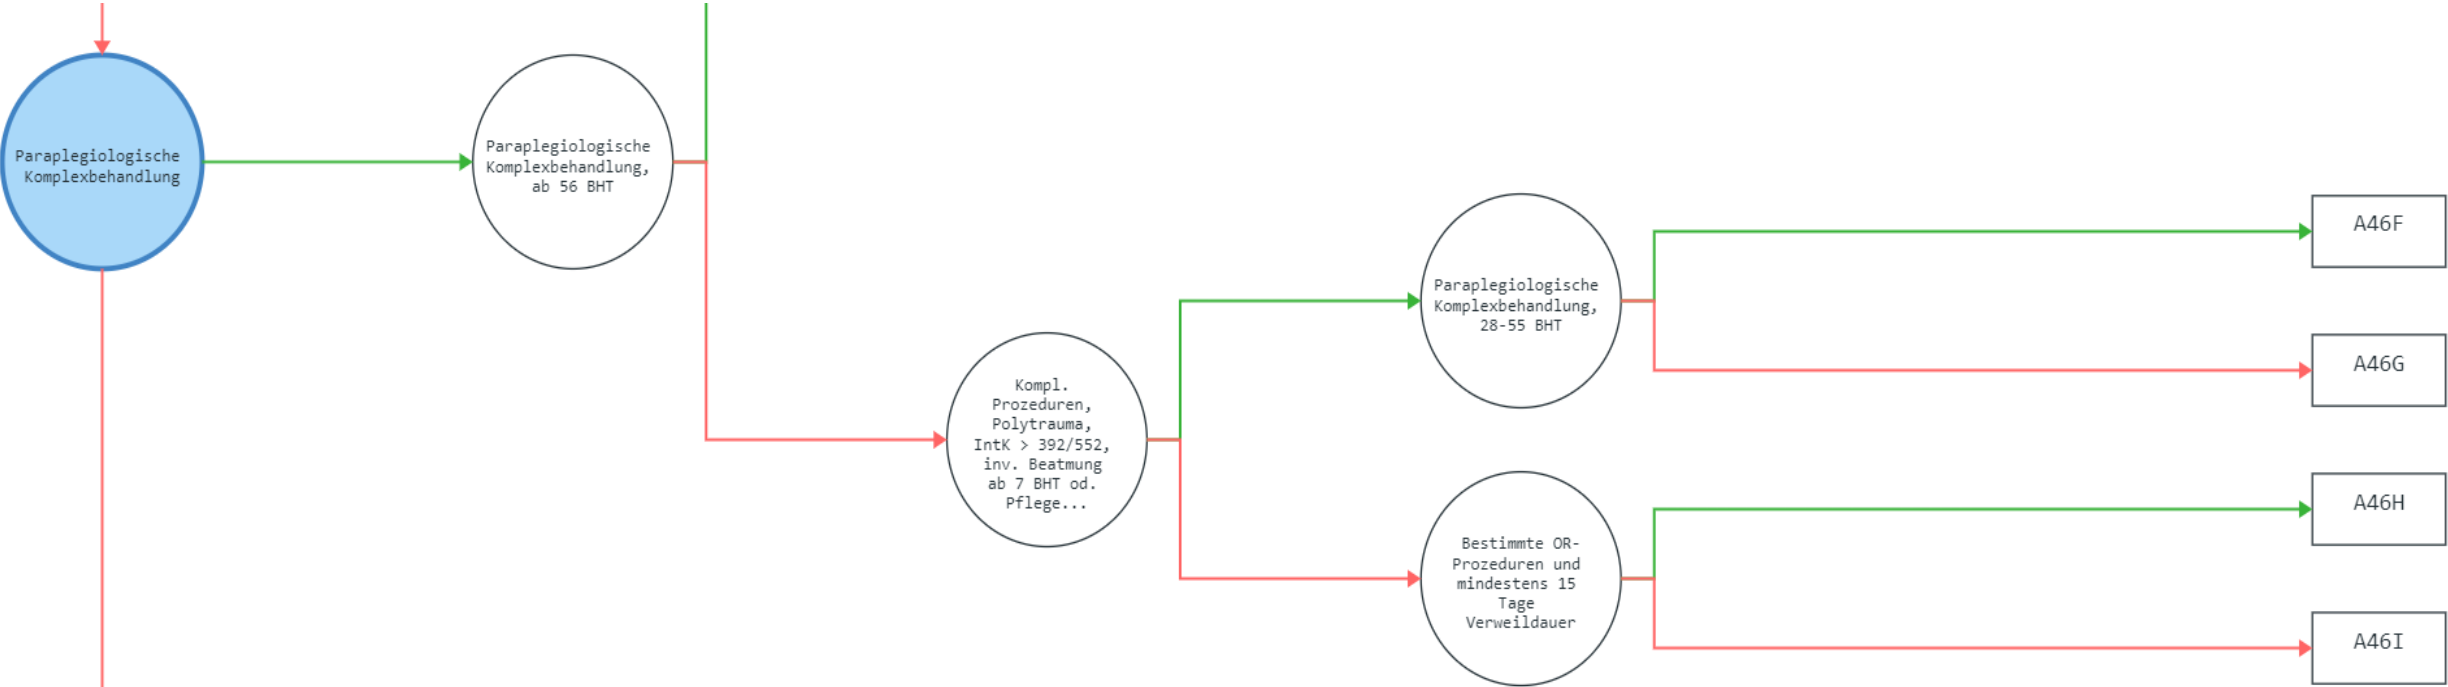 Paraplegiologische
Komplexbehandlung
Paraplegiologische
Komplexbehandlung,
ab 56 BHT
Kompl.
Prozeduren,
Polytrauma,
IntK > 392/552,
inv. Beatmung
ab 7 BHT od.
Pflege...
Paraplegiologische
Komplexbehandlung,
28-55 BHT
Bestimmte OR-
Prozeduren und
mindestens 15
Tage
Verweildauer
A46F
A46G
A46H
A46I